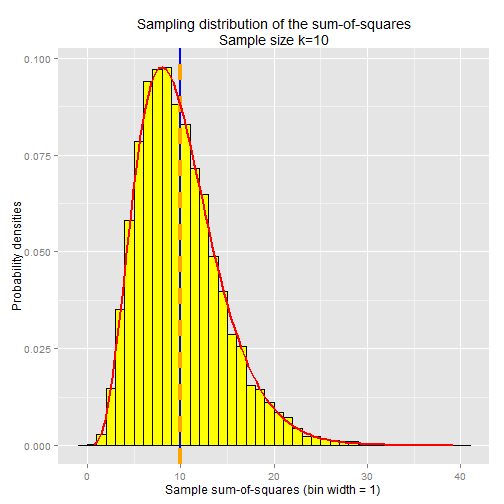 Sampling distribution of the sum-of-squares
Sample size k=10
Probability densities
0.100
0.075
0.050
0.025
0.000
0 10 20 30 40
Sample sum-of-squares (bin width = 1)